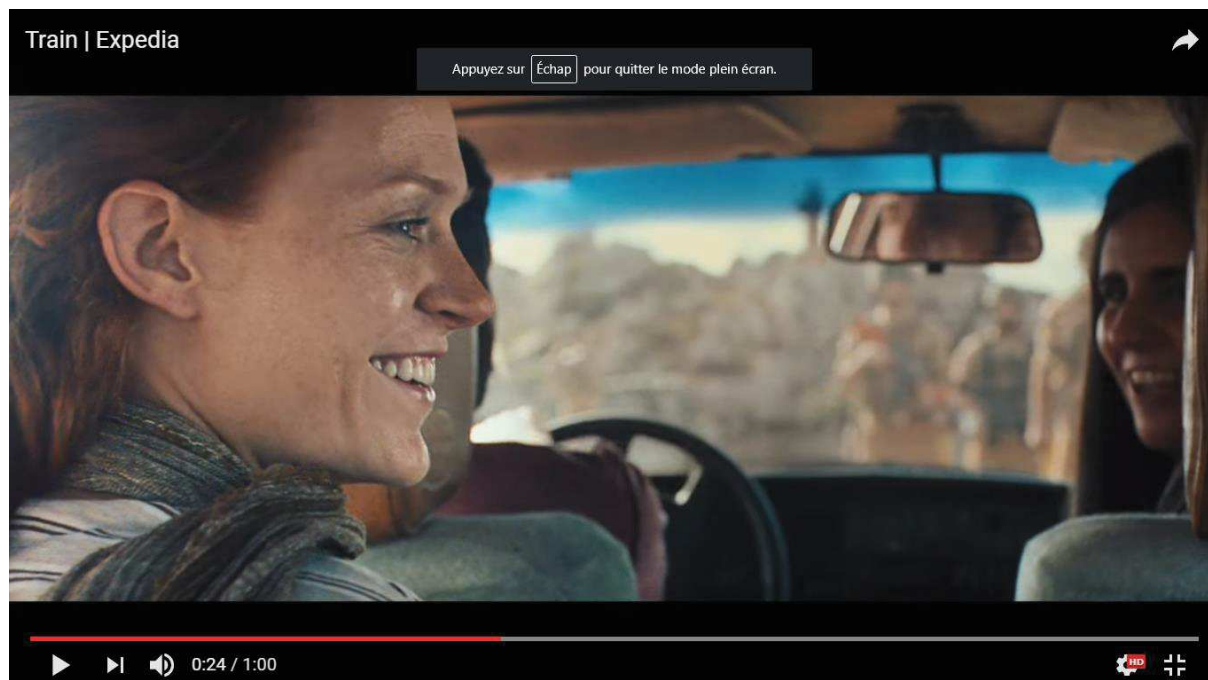 Train | Expedia
Appuyez sur Échap pour quitter le mode plein écran.
0:24 / 1:00
HD